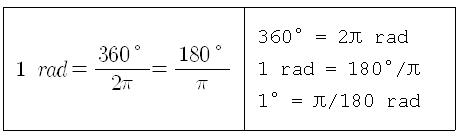 1 rad = 360°/2π = 180°/π
360° = 2π rad
1 rad = 180°/π
1° = π/180 rad